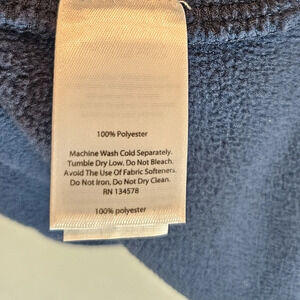 100% Polyester
Machine Wash Cold Separately.
Tumble Dry Low. Do Not Bleach.
Avoid The Use Of Fabric Softeners.
Do Not Iron. Do Not Dry Clean.
RN 134578
100% polyester